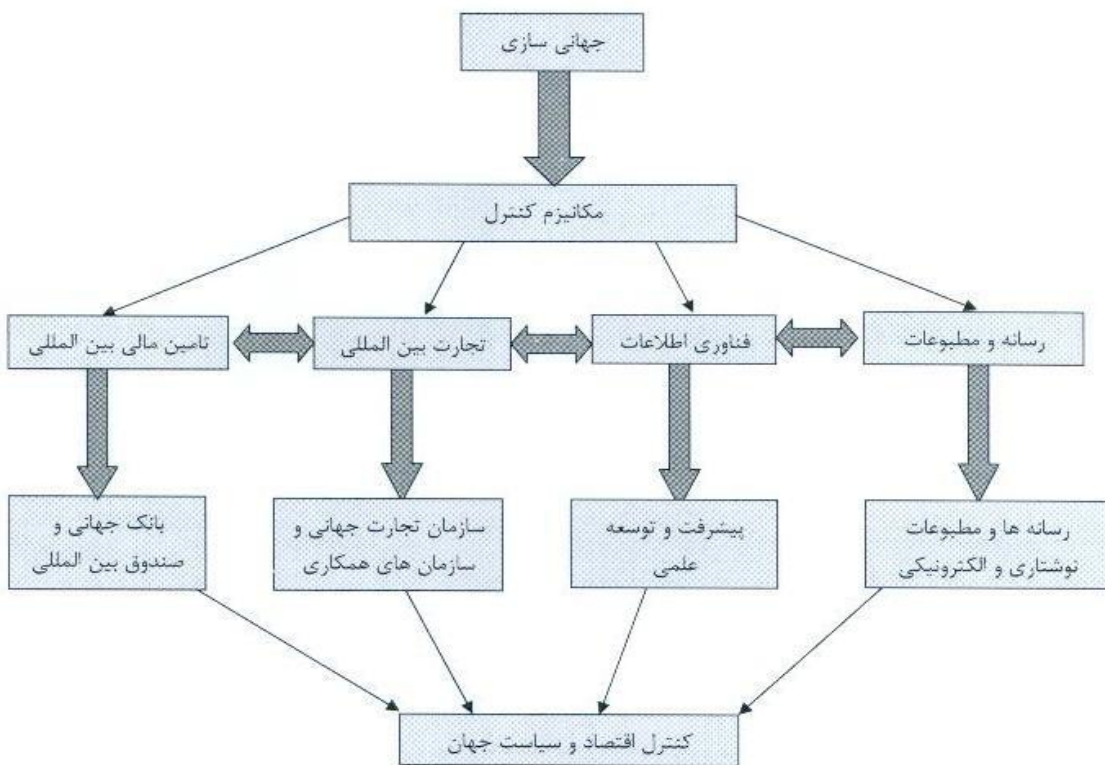 جهانی سازی
مکانیزم کنترل
رسانه و مطبوعات
فناوری اطلاعات
تجارت بین المللی
تامین مالی بین المللی
رسانه ها و مطبوعات
نوشتاری و الکترونیکی
پیشرفت و توسعه
علمی
سازمان تجارت جهانی و
سازمان های همکاری
بانک جهانی و
صندوق بین المللی
کنترل اقتصاد و سیاست جهان